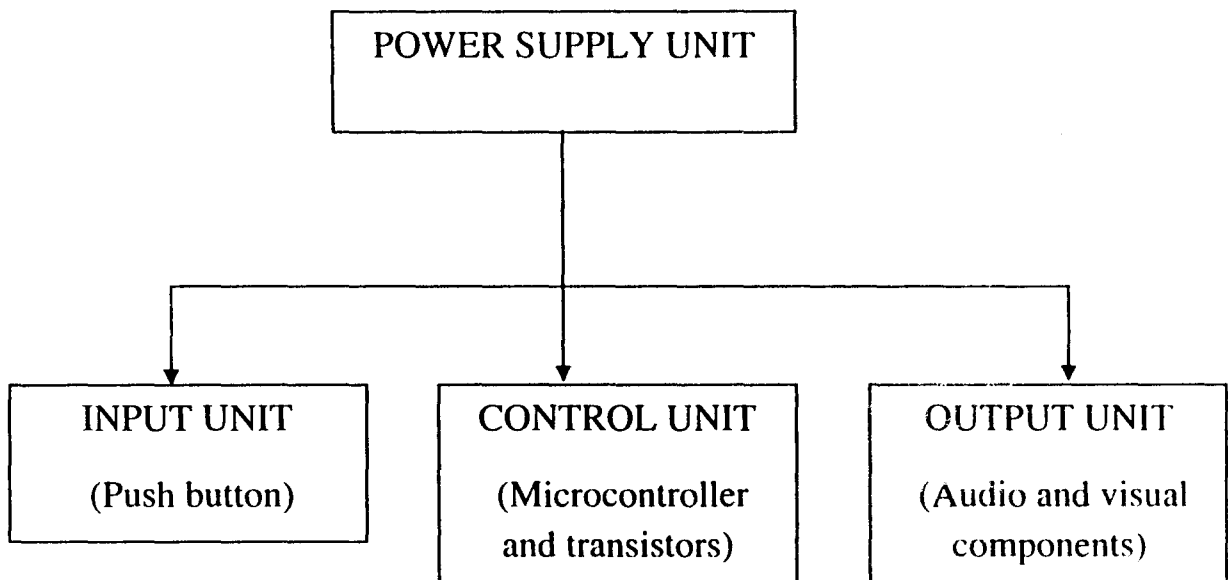 POWER SUPPLY UNIT
INPUT UNIT
(Push button)
CONTROL UNIT
(Microcontroller
and transistors)
OUTPUT UNIT
(Audio and visual
components)